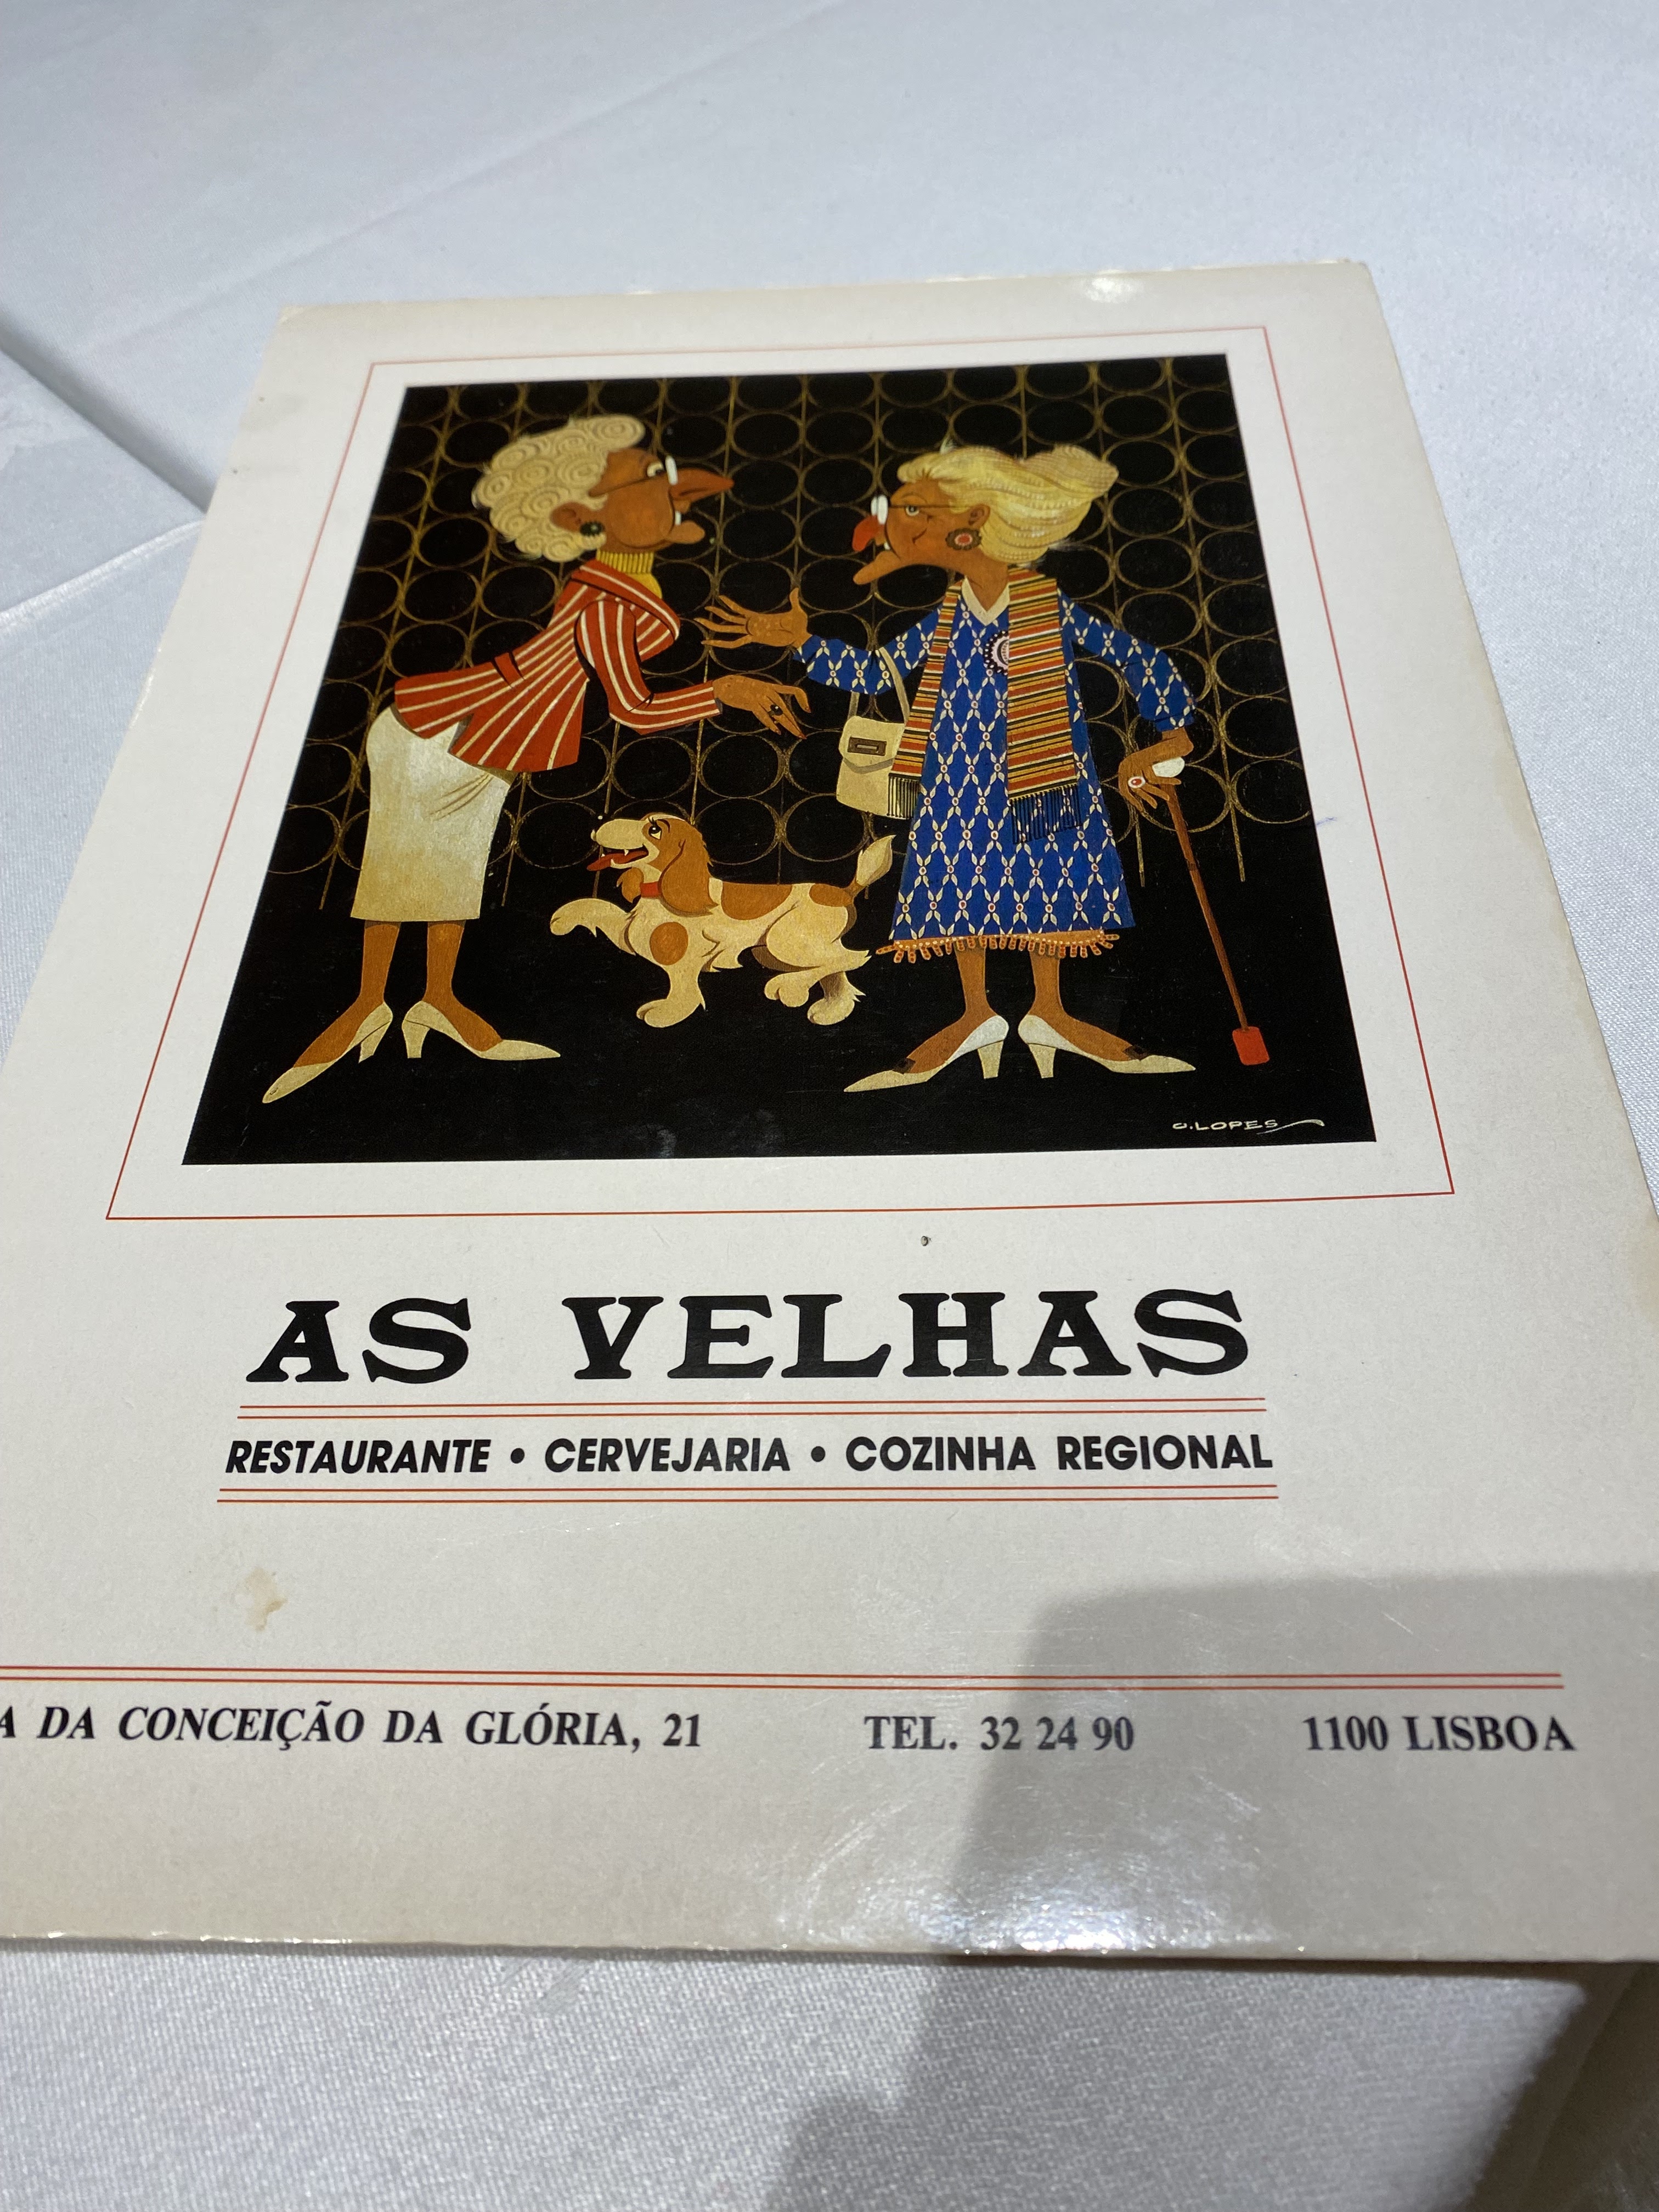 J. LOPES
AS VELHAS
RESTAURANTE • CERVEJARIA • COZINHA REGIONAL
DA CONCEIÇÃO DA GLÓRIA, 21 TEL. 32 24 90 1100 LISBOA